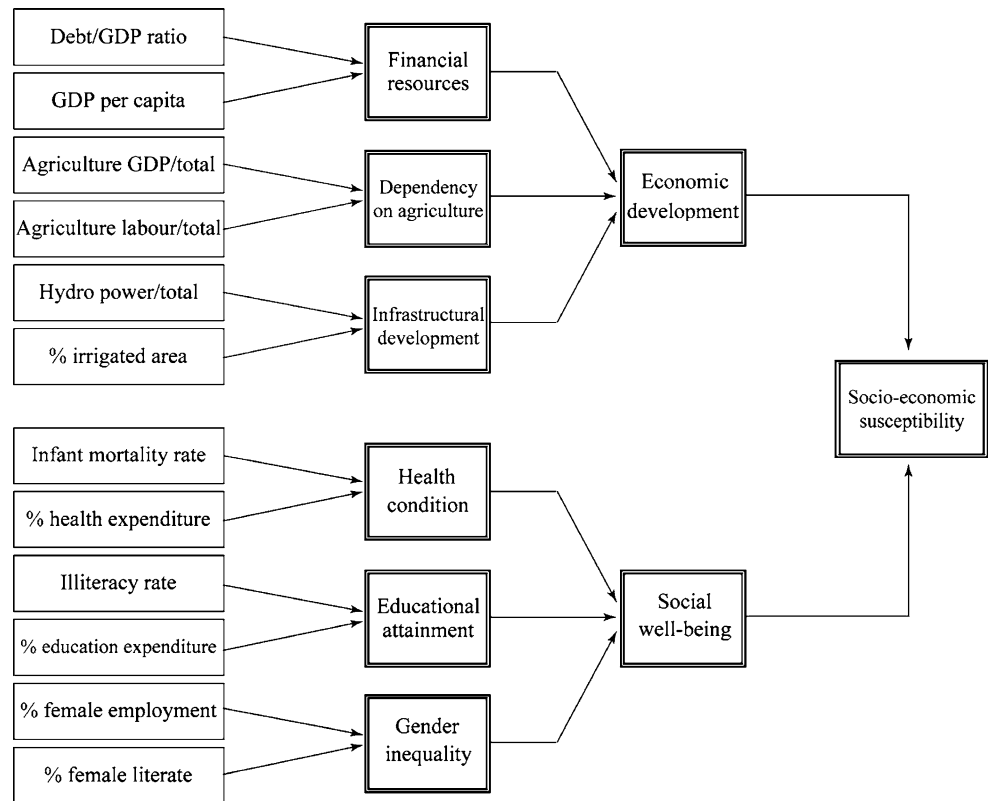 Debt/GDP ratio
GDP per capita
Agriculture GDP/total
Agriculture labour/total
Hydro power/total
% irrigated area
Infant mortality rate
% health expenditure
Illiteracy rate
% education expenditure
% female employment
% female literate
Financial
resources
Dependency
on agriculture
Infrastructural
development
Health
condition
Educational
attainment
Gender
inequality
Economic
development
Social
well-being
Socio-economic
susceptibility